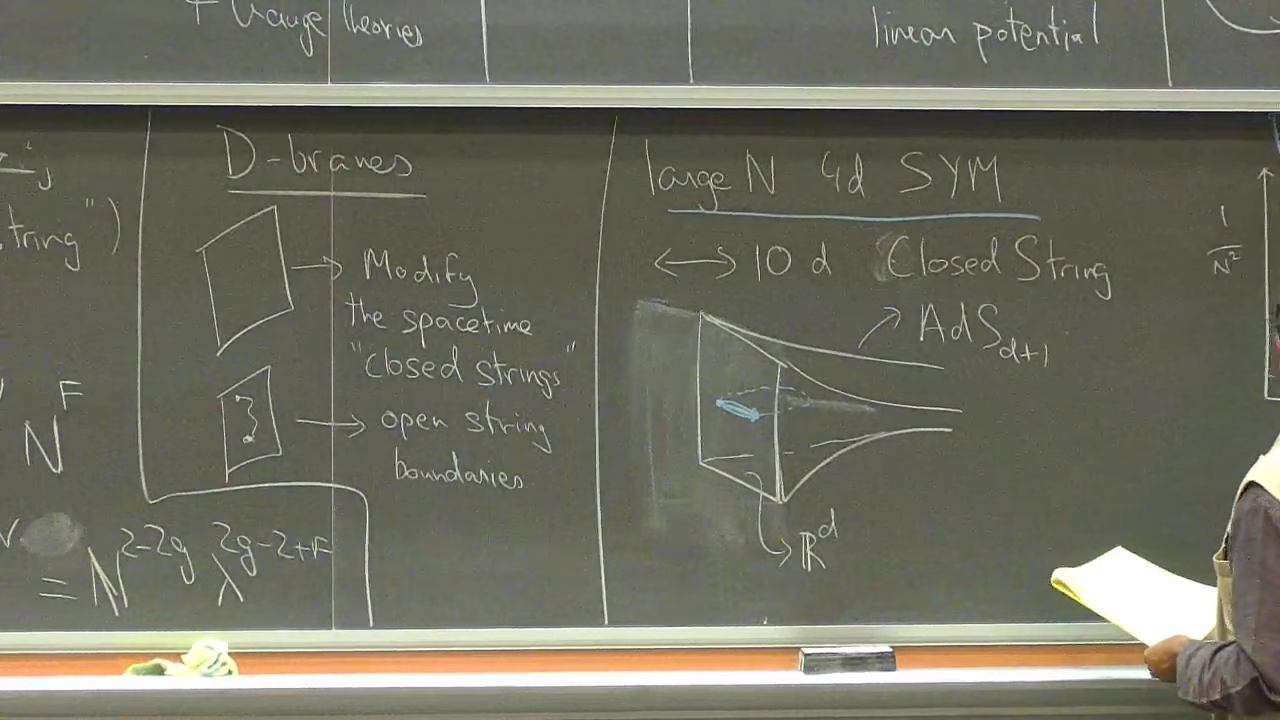 + Gauge theories
linear potential
tring")
N^F
= N^{2-2g} λ^{2g-2+F}
D-branes
→ Modify
the spacetime
"closed strings"
→ open string
boundaries
large N 4d SYM
↔ 10 d Closed String
↗ AdS_{d+1}
→ ℝ^d
1/N²